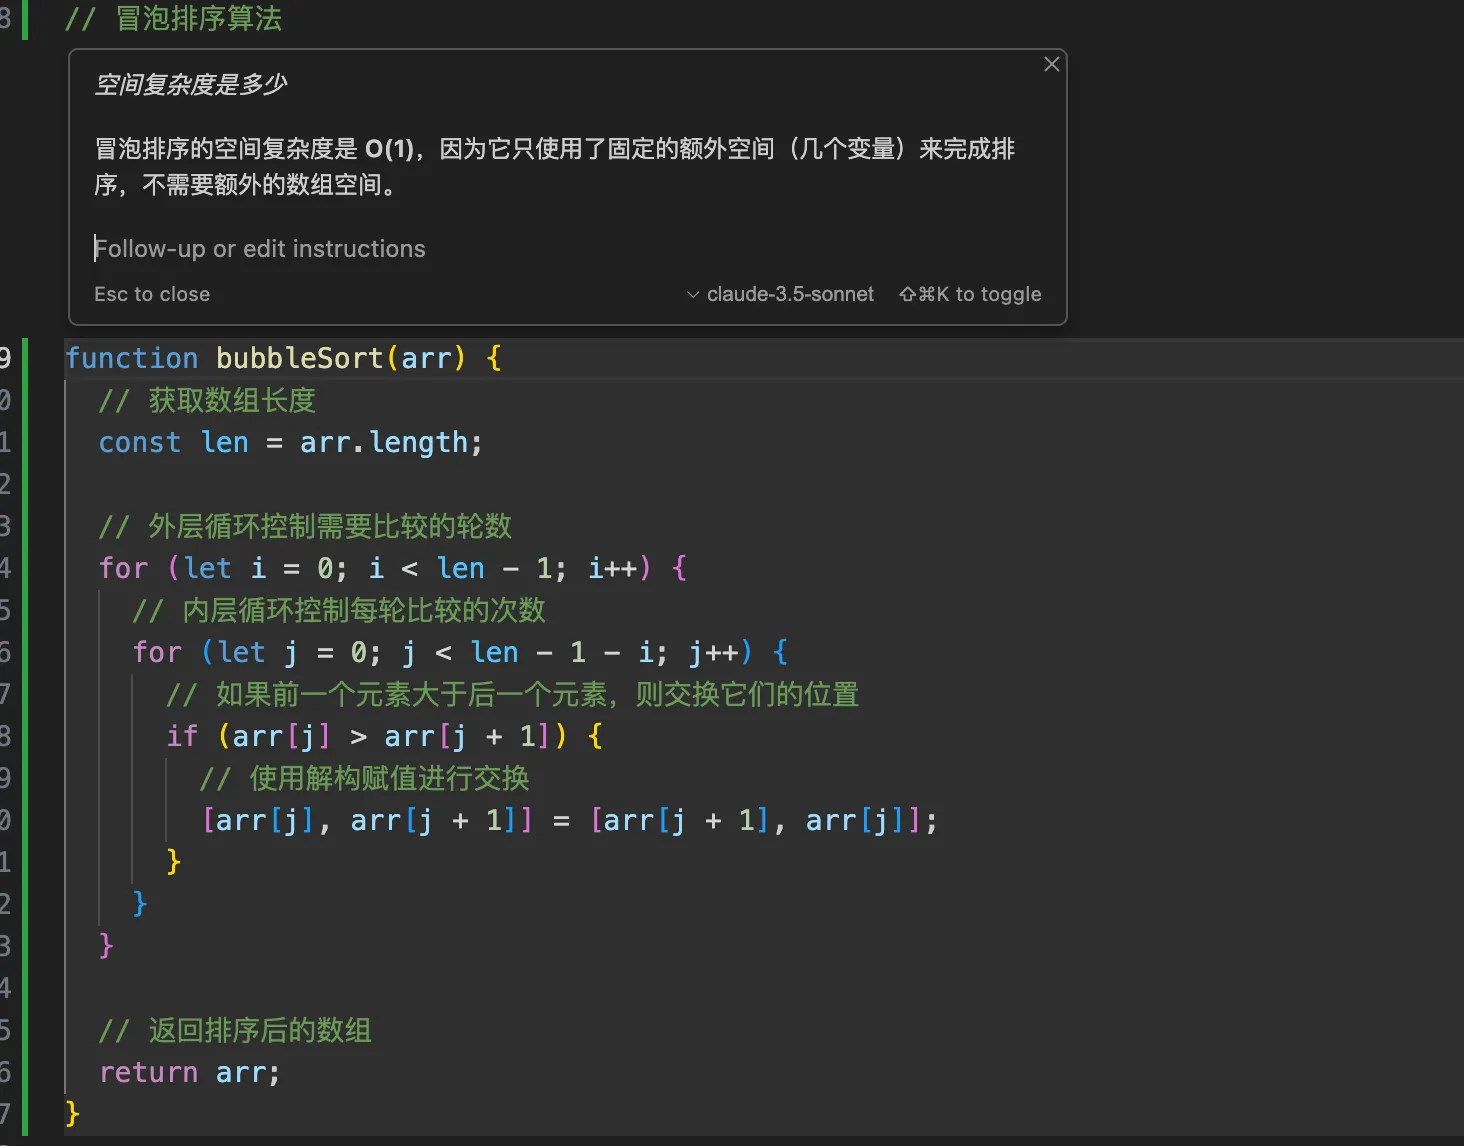 8 // 冒泡排序算法
空间复杂度是多少
冒泡排序的空间复杂度是 O(1)，因为它只使用了固定的额外空间（几个变量）来完成排
序，不需要额外的数组空间。
Follow-up or edit instructions
Esc to close claude-3.5-sonnet ⇧⌘K to toggle
9 function bubbleSort(arr) {
0 // 获取数组长度
1 const len = arr.length;
2
3 // 外层循环控制需要比较的轮数
4 for (let i = 0; i < len - 1; i++) {
5 // 内层循环控制每轮比较的次数
6 for (let j = 0; j < len - 1 - i; j++) {
7 // 如果前一个元素大于后一个元素，则交换它们的位置
8 if (arr[j] > arr[j + 1]) {
9 // 使用解构赋值进行交换
0 [arr[j], arr[j + 1]] = [arr[j + 1], arr[j]];
1 }
2 }
3 }
4
5 // 返回排序后的数组
6 return arr;
7 }